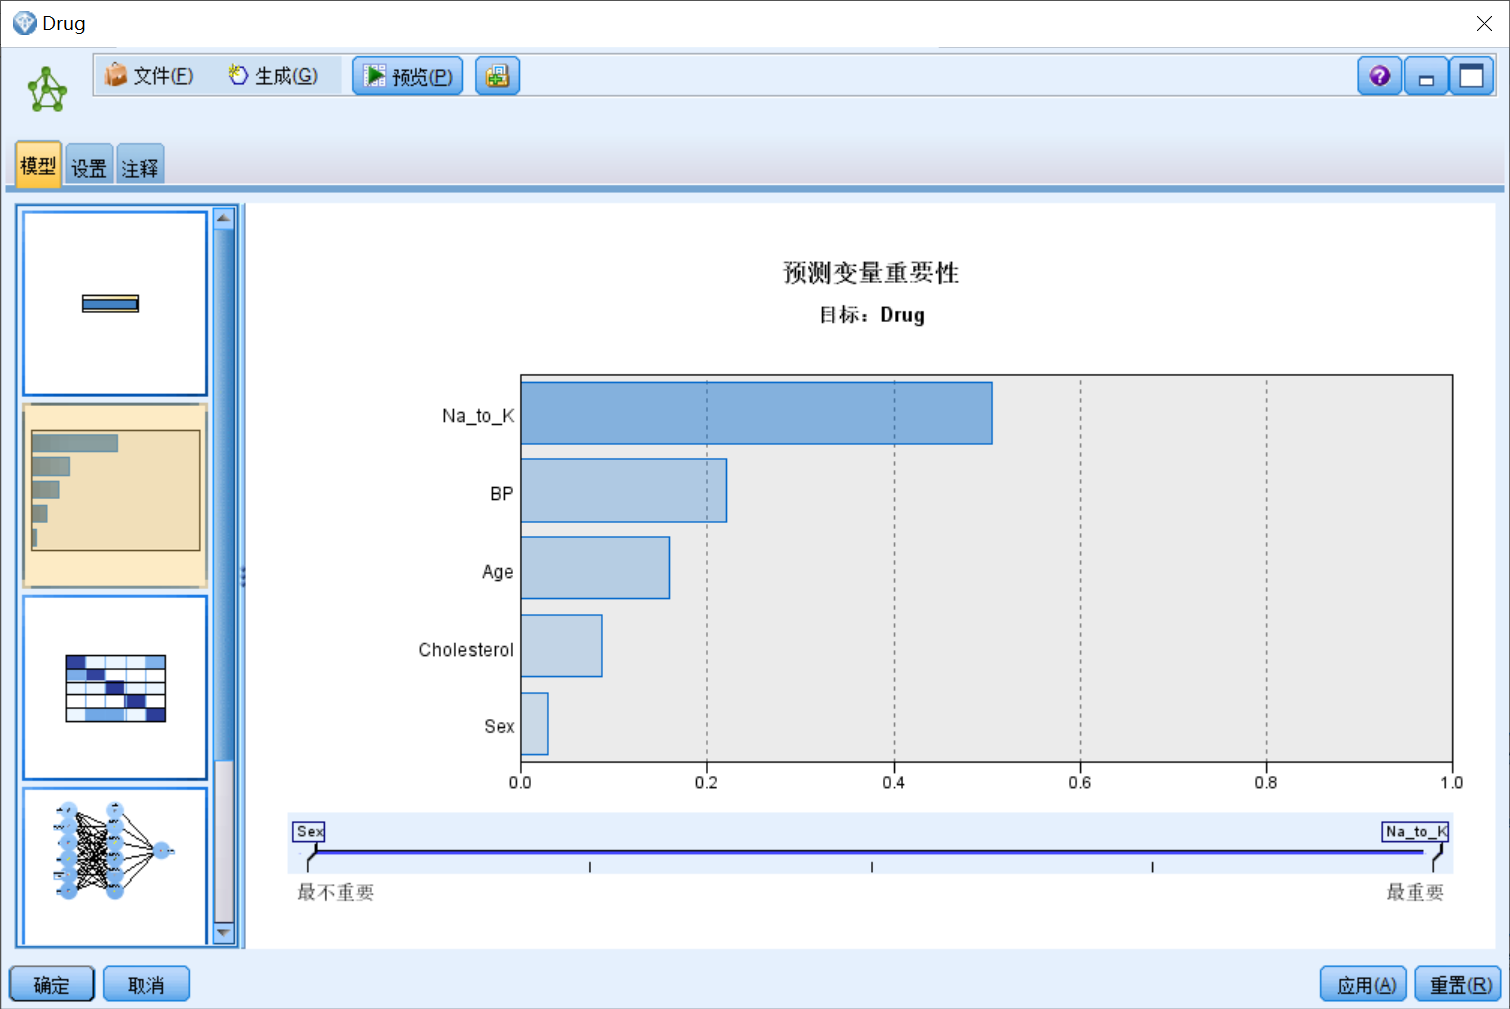 Drug
文件(F) 生成(G) 预览(P)
模型 设置 注释
预测变量重要性
目标：Drug
Na_to_K
BP
Age
Cholesterol
Sex
0.0 0.2 0.4 0.6 0.8 1.0
Sex Na_to_K
最不重要 最重要
确定 取消 应用(A) 重置(R)